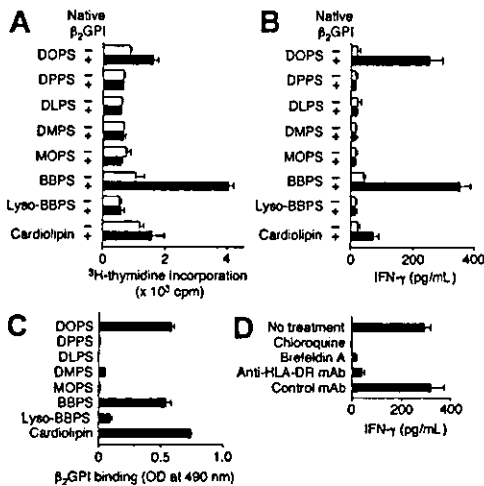 A
Native
β2GPI
DOPS − +
DPPS − +
DLPS − +
DMPS − +
MOPS − +
BBPS − +
Lyso-BBPS − +
Cardiolipin − +
0 2 4
³H-thymidine incorporation
(x 10³ cpm)
B
Native
β2GPI
DOPS − +
DPPS − +
DLPS − +
DMPS − +
MOPS − +
BBPS − +
Lyso-BBPS − +
Cardiolipin − +
0 200 400
IFN-γ (pg/mL)
C
DOPS
DPPS
DLPS
DMPS
MOPS
BBPS
Lyso-BBPS
Cardiolipin
0 0.5 1.0
β2GPI binding (OD at 490 nm)
D
No treatment
Chloroquine
Brefeldin A
Anti-HLA-DR mAb
Control mAb
0 200 400
IFN-γ (pg/mL)